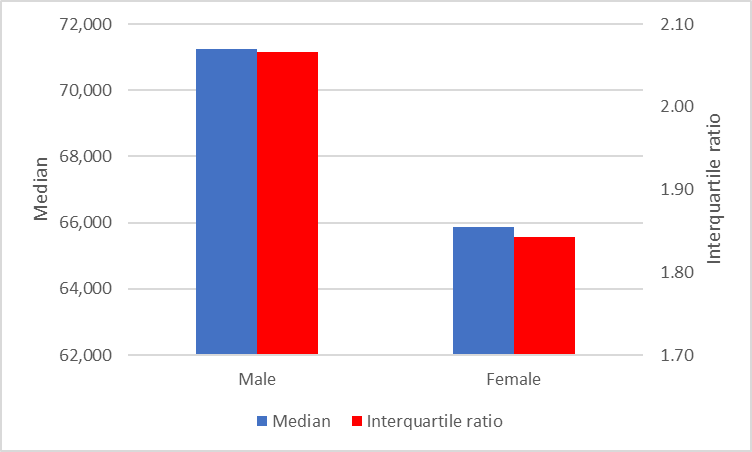 72,000
70,000
68,000
66,000
64,000
62,000
Median
2.10
2.00
1.90
1.80
1.70
Interquartile ratio
Male
Female
Median
Interquartile ratio